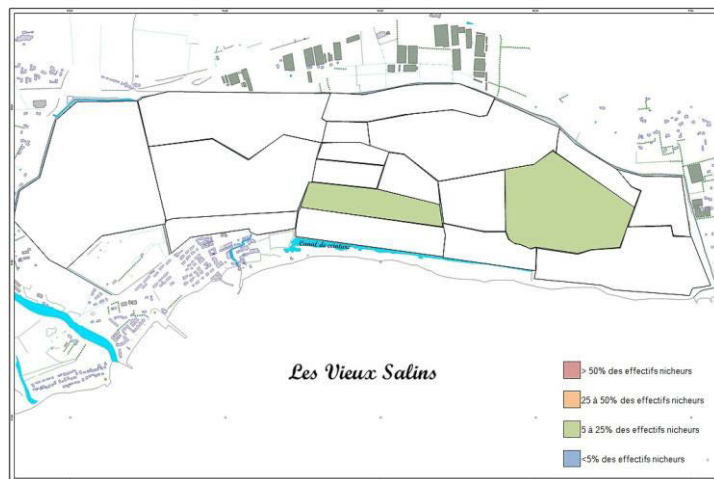 Canal de ceinture
Les Vieux Salins
> 50% des effectifs nicheurs
25 à 50% des effectifs nicheurs
5 à 25% des effectifs nicheurs
<5% des effectifs nicheurs